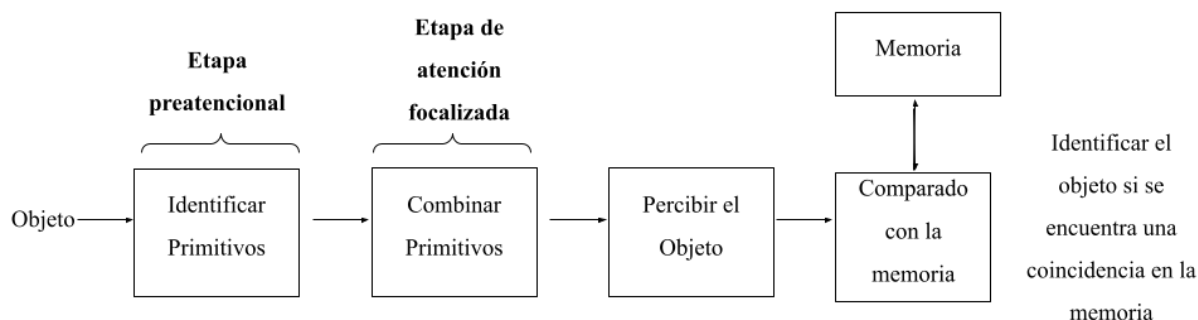 Etapa
preatencional
Etapa de
atención
focalizada
Objeto
Identificar
Primitivos
Combinar
Primitivos
Percibir el
Objeto
Memoria
Comparado
con la
memoria
Identificar el
objeto si se
encuentra una
coincidencia en la
memoria